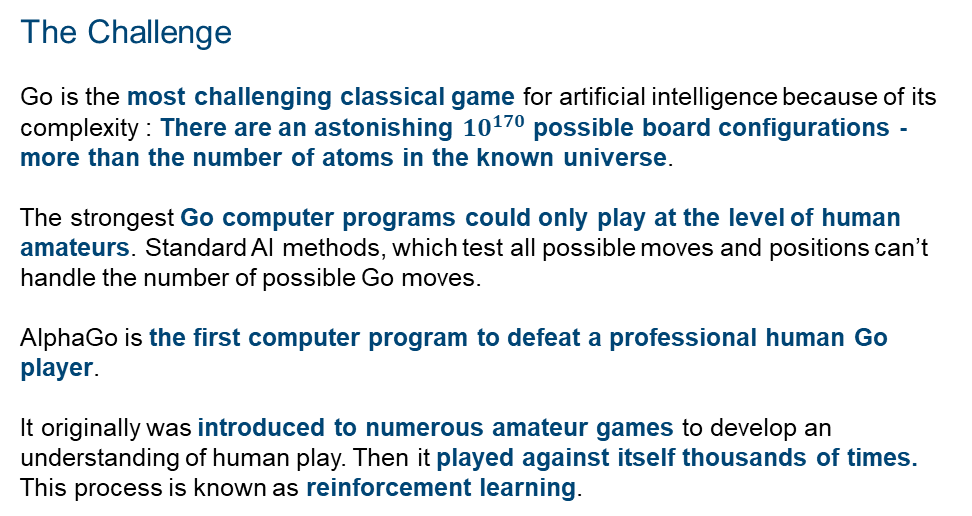 The Challenge
Go is the most challenging classical game for artificial intelligence because of its
complexity : There are an astonishing 10¹⁷⁰ possible board configurations -
more than the number of atoms in the known universe.
The strongest Go computer programs could only play at the level of human
amateurs. Standard AI methods, which test all possible moves and positions can’t
handle the number of possible Go moves.
AlphaGo is the first computer program to defeat a professional human Go
player.
It originally was introduced to numerous amateur games to develop an
understanding of human play. Then it played against itself thousands of times.
This process is known as reinforcement learning.